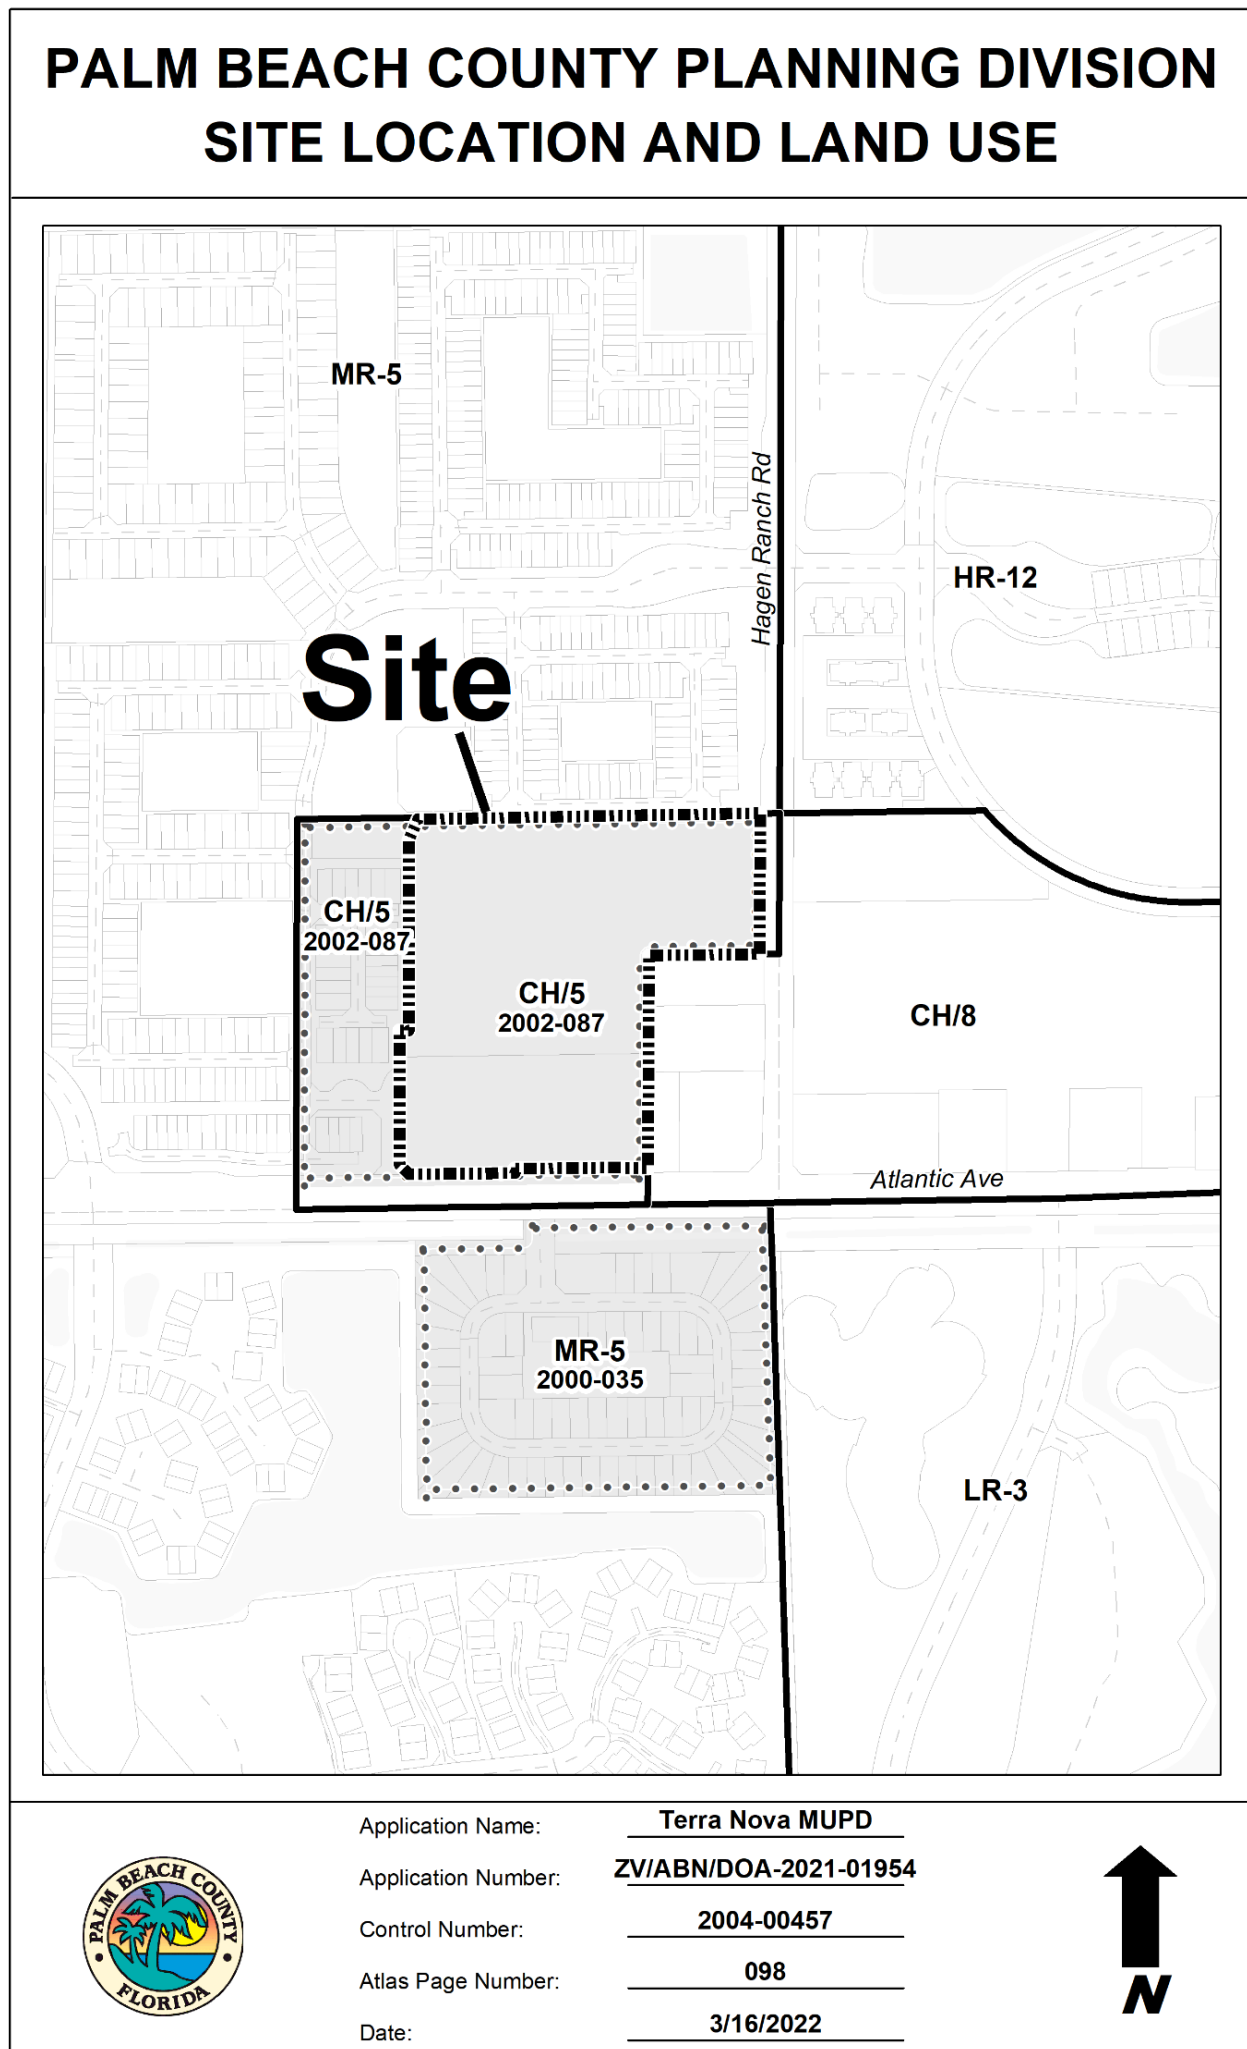 PALM BEACH COUNTY PLANNING DIVISION
SITE LOCATION AND LAND USE
MR-5
Hagen Ranch Rd
HR-12
Site
CH/5
2002-087
CH/5
2002-087
CH/8
Atlantic Ave
MR-5
2000-035
LR-3
PALM BEACH COUNTY
FLORIDA
Application Name: Terra Nova MUPD
Application Number: ZV/ABN/DOA-2021-01954
Control Number: 2004-00457
Atlas Page Number: 098
Date: 3/16/2022
N